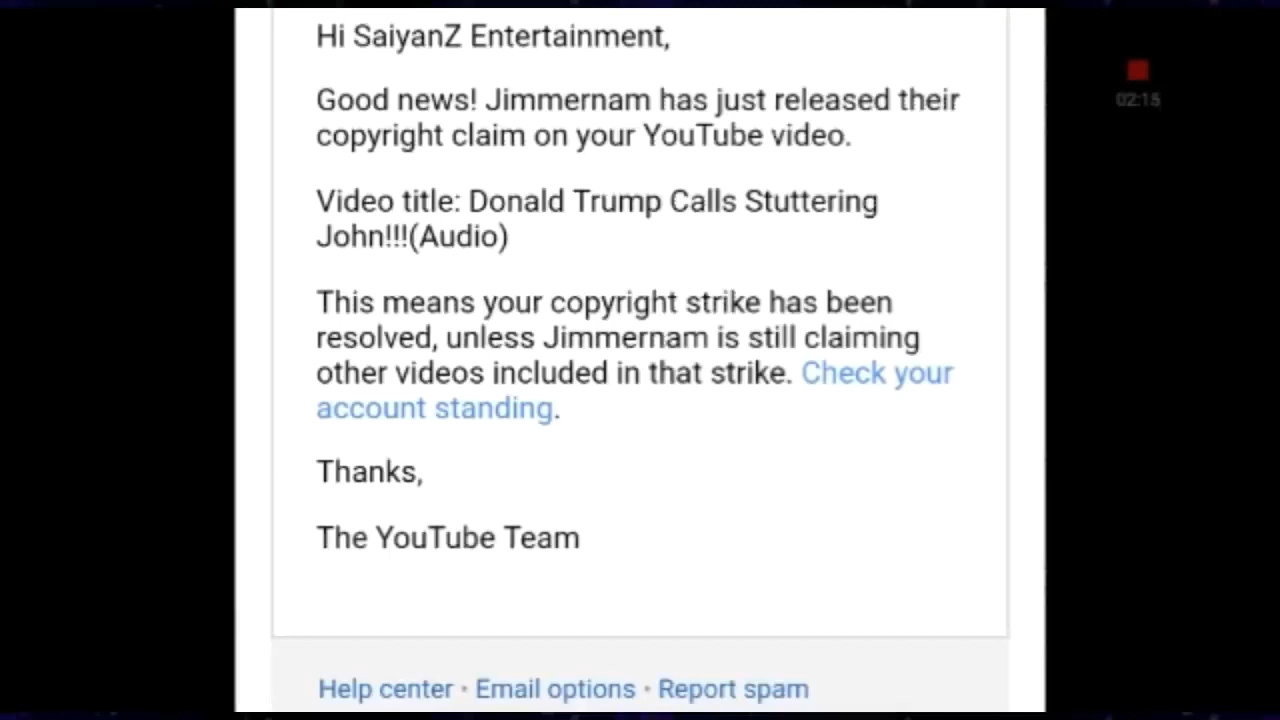 Hi SaiyanZ Entertainment,
Good news! Jimmernam has just released their
copyright claim on your YouTube video.
Video title: Donald Trump Calls Stuttering
John!!!(Audio)
This means your copyright strike has been
resolved, unless Jimmernam is still claiming
other videos included in that strike. Check your
account standing.
Thanks,
The YouTube Team
Help center · Email options · Report spam
02:15